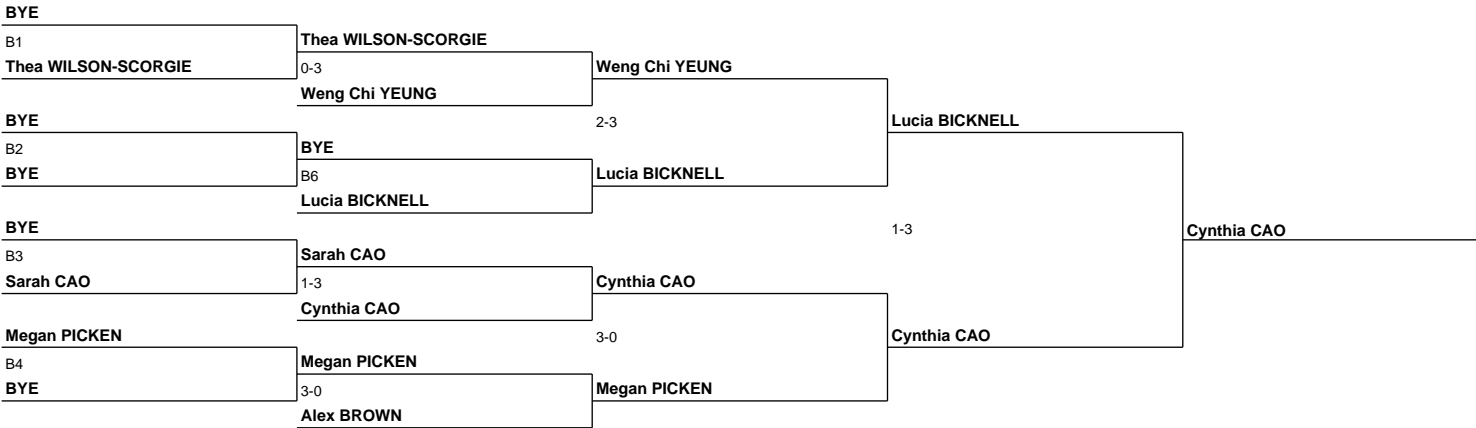 BYE
B1
Thea WILSON-SCORGIE
Thea WILSON-SCORGIE
0-3
Weng Chi YEUNG
Weng Chi YEUNG
BYE
B2
BYE
BYE
B6
Lucia BICKNELL
Lucia BICKNELL
2-3
Lucia BICKNELL
BYE
B3
Sarah CAO
Sarah CAO
1-3
Cynthia CAO
Cynthia CAO
Megan PICKEN
B4
BYE
Megan PICKEN
3-0
Alex BROWN
Megan PICKEN
3-0
Cynthia CAO
1-3
Cynthia CAO